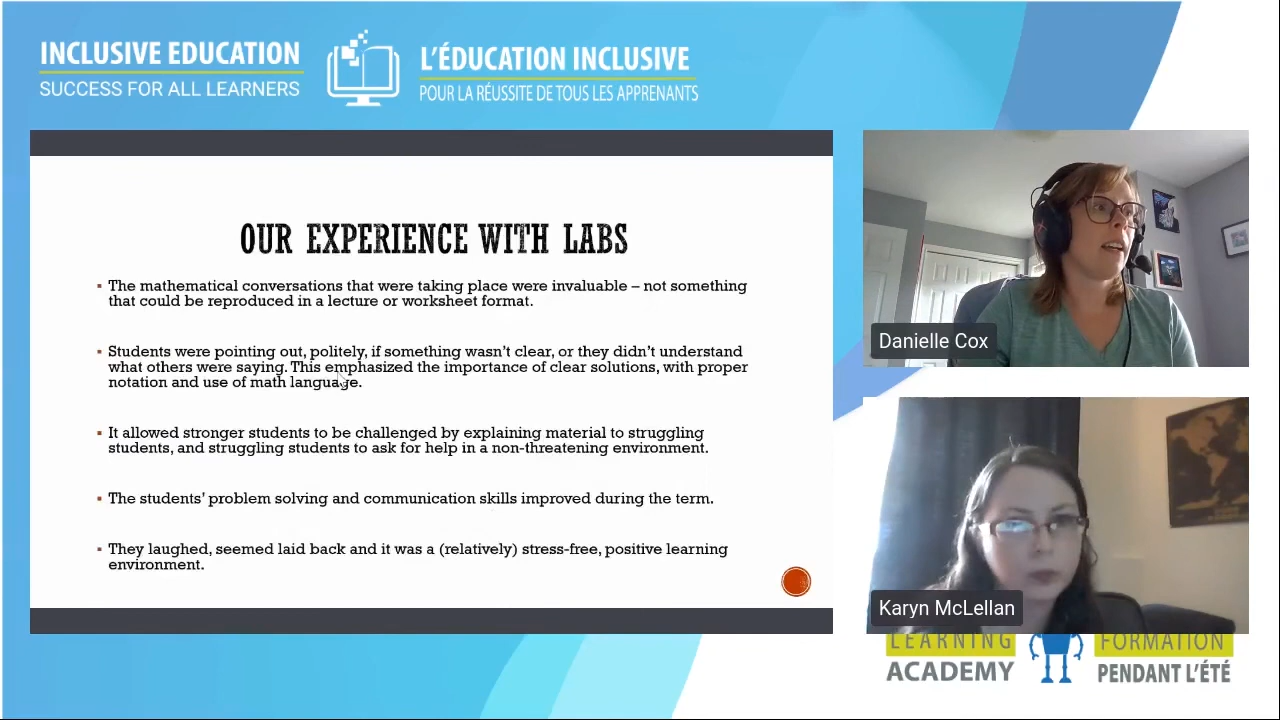 INCLUSIVE EDUCATION
SUCCESS FOR ALL LEARNERS
L'ÉDUCATION INCLUSIVE
POUR LA RÉUSSITE DE TOUS LES APPRENANTS
OUR EXPERIENCE WITH LABS
The mathematical conversations that were taking place were invaluable – not something
that could be reproduced in a lecture or worksheet format.
Students were pointing out, politely, if something wasn't clear, or they didn't understand
what others were saying. This emphasized the importance of clear solutions, with proper
notation and use of math language.
It allowed stronger students to be challenged by explaining material to struggling
students, and struggling students to ask for help in a non-threatening environment.
The students' problem solving and communication skills improved during the term.
They laughed, seemed laid back and it was a (relatively) stress-free, positive learning
environment.
Danielle Cox
Karyn McLellan
LEARNING
ACADEMY
FORMATION
PENDANT L'ÉTÉ